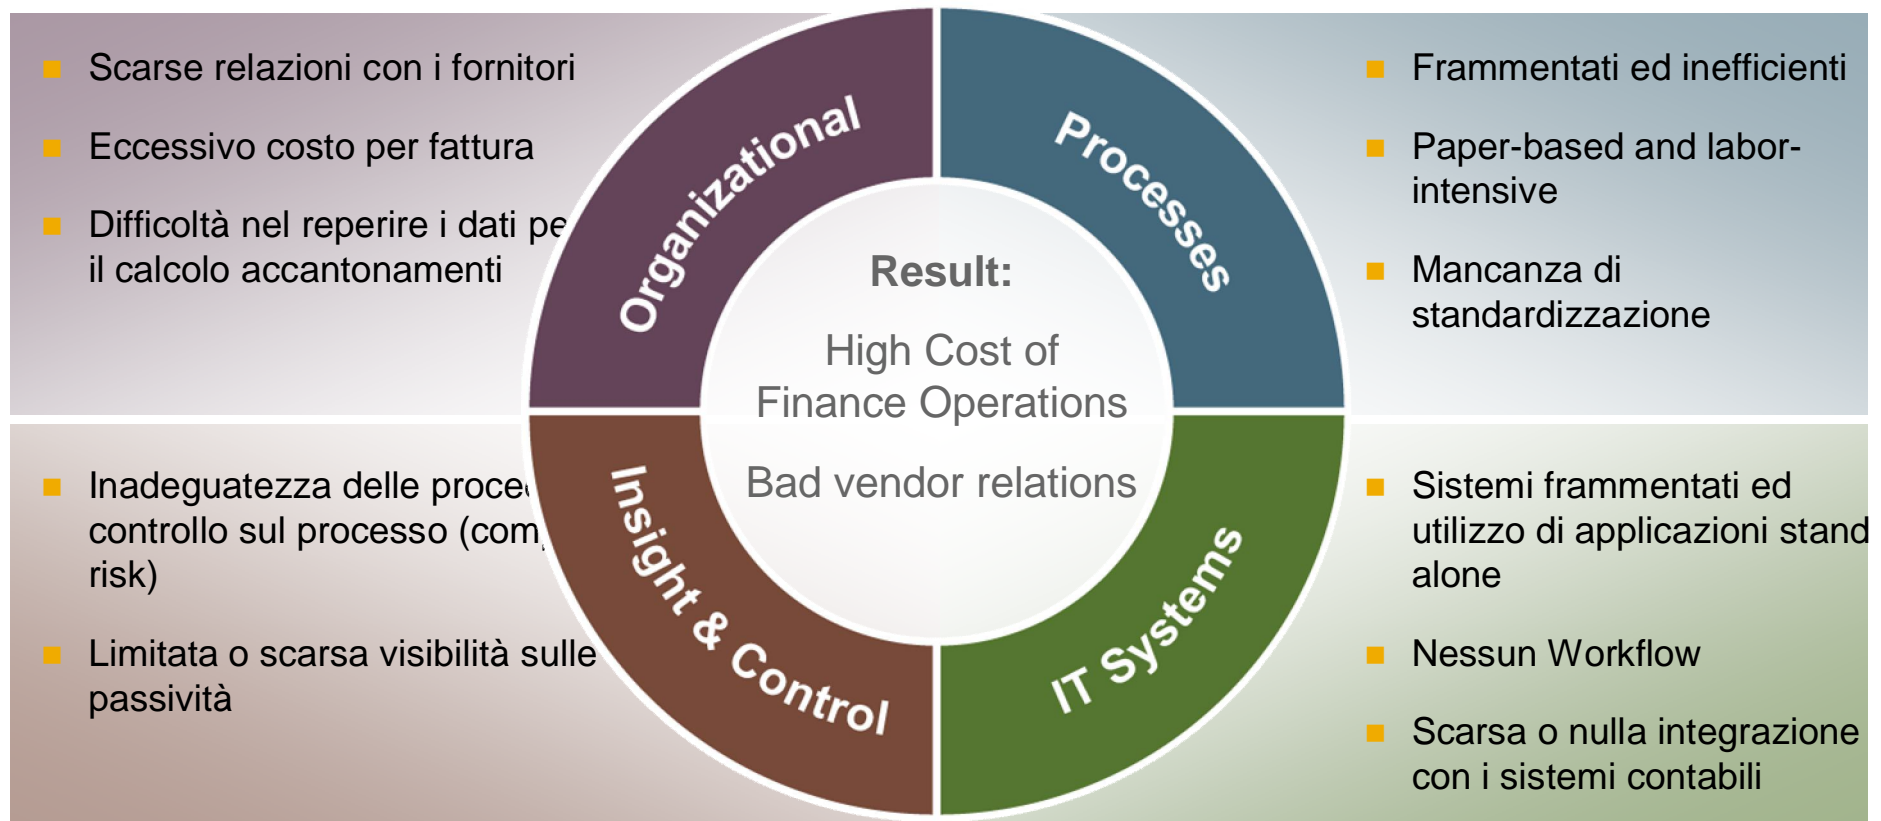 Scarse relazioni con i fornitori
Eccessivo costo per fattura
Difficoltà nel reperire i dati
il calcolo accantonamenti
Organizational
Processes
Frammentati ed inefficienti
Paper-based and labor-
intensive
Mancanza di
standardizzazione
Result:
High Cost of
Finance Operations
Bad vendor relations
Inadeguatezza delle
controllo sul processo
risk)
Limitata o scarsa visibilità sulle
passività
Insight & Control
IT Systems
Sistemi frammentati ed
utilizzo di applicazioni stand
alone
Nessun Workflow
Scarsa o nulla integrazione
con i sistemi contabili